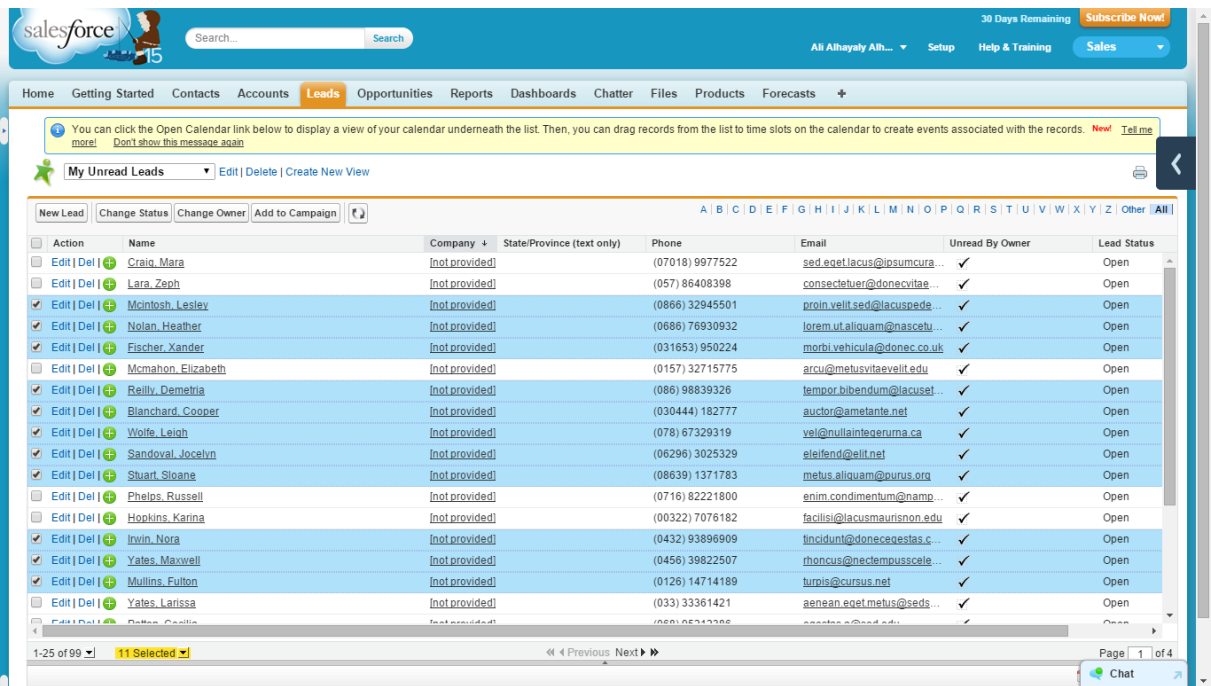 30 Days Remaining Subscribe Now!
salesforce 15 Search... Search
Ali Alhayaly Alh... Setup Help & Training Sales
Home Getting Started Contacts Accounts Leads Opportunities Reports Dashboards Chatter Files Products Forecasts +
You can click the Open Calendar link below to display a view of your calendar underneath the list. Then, you can drag records from the list to time slots on the calendar to create events associated with the records. New! Tell me
more! Don't show this message again
My Unread Leads Edit | Delete | Create New View
New Lead Change Status Change Owner Add to Campaign A | B | C | D | E | F | G | H | I | J | K | L | M | N | O | P | Q | R | S | T | U | V | W | X | Y | Z | Other All
Action Name Company State/Province (text only) Phone Email Unread By Owner Lead Status
Edit | Del | Craig, Mara [not provided] (07018) 9977522 sed.eget.lacus@ipsumcura... Open
Edit | Del | Lara, Zeph [not provided] (057) 86408398 consectetuer@donecvitae... Open
Edit | Del | Mcintosh, Lesley [not provided] (0866) 32945501 proin.velit.sed@lacuspede... Open
Edit | Del | Nolan, Heather [not provided] (0686) 76930932 lorem.ut.aliquam@nascetu... Open
Edit | Del | Fischer, Xander [not provided] (031653) 950224 morbi.vehicula@donec.co.uk Open
Edit | Del | Mcmahon, Elizabeth [not provided] (0157) 32715775 arcu@metusvitaevelit.edu Open
Edit | Del | Reilly, Demetria [not provided] (086) 98839326 tempor.bibendum@lacuset... Open
Edit | Del | Blanchard, Cooper [not provided] (030444) 182777 auctor@ametante.net Open
Edit | Del | Wolfe, Leigh [not provided] (078) 67329319 vel@nullaintegerurna.ca Open
Edit | Del | Sandoval, Jocelyn [not provided] (06296) 3025329 eleifend@elit.net Open
Edit | Del | Stuart, Sloane [not provided] (08639) 1371783 metus.aliquam@purus.org Open
Edit | Del | Phelps, Russell [not provided] (0716) 82221800 enim.condimentum@namp... Open
Edit | Del | Hopkins, Karina [not provided] (00322) 7076182 facilisi@lacusmaurisnon.edu Open
Edit | Del | Irwin, Nora [not provided] (0432) 93896909 tincidunt@donecegestas.c... Open
Edit | Del | Yates, Maxwell [not provided] (0456) 39822507 rhoncus@nectempusscele... Open
Edit | Del | Mullins, Fulton [not provided] (0126) 14714189 turpis@cursus.net Open
Edit | Del | Yates, Larissa [not provided] (033) 33361421 aenean.eget.metus@seds... Open
1-25 of 99 11 Selected Previous Next Page 1 of 4
Chat